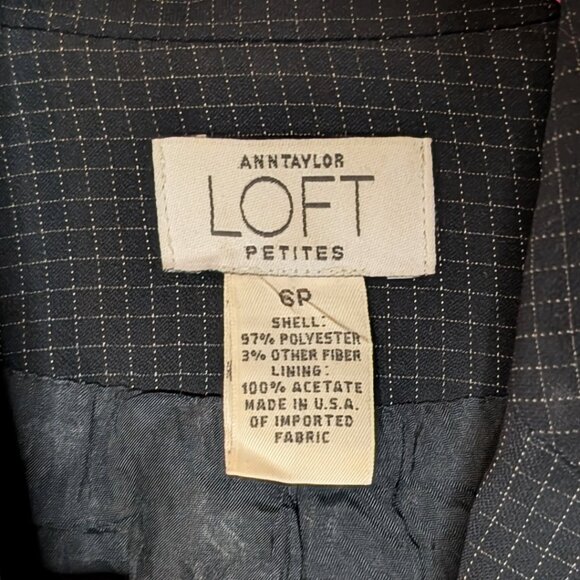 ANNTAYLOR
LOFT
PETITES
6P
SHELL:
97% POLYESTER
3% OTHER FIBER
LINING:
100% ACETATE
MADE IN U.S.A.
OF IMPORTED
FABRIC